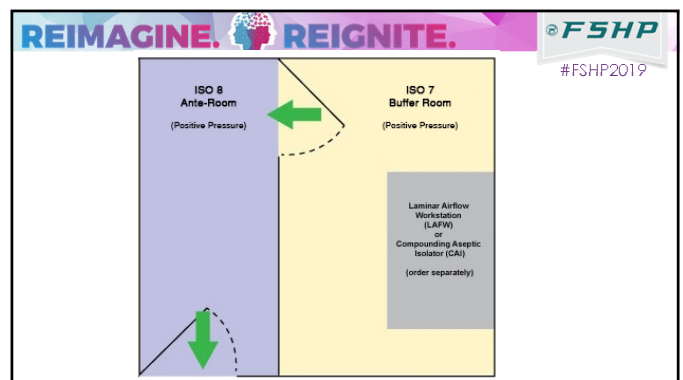 REIMAGINE. REIGNITE.
FSHP
#FSHP2019
ISO 8
Ante-Room
(Positive Pressure)
ISO 7
Buffer Room
(Positive Pressure)
Laminar Airflow
Workstation
(LAFW)
or
Compounding Aseptic
Isolator (CAI)
(order separately)